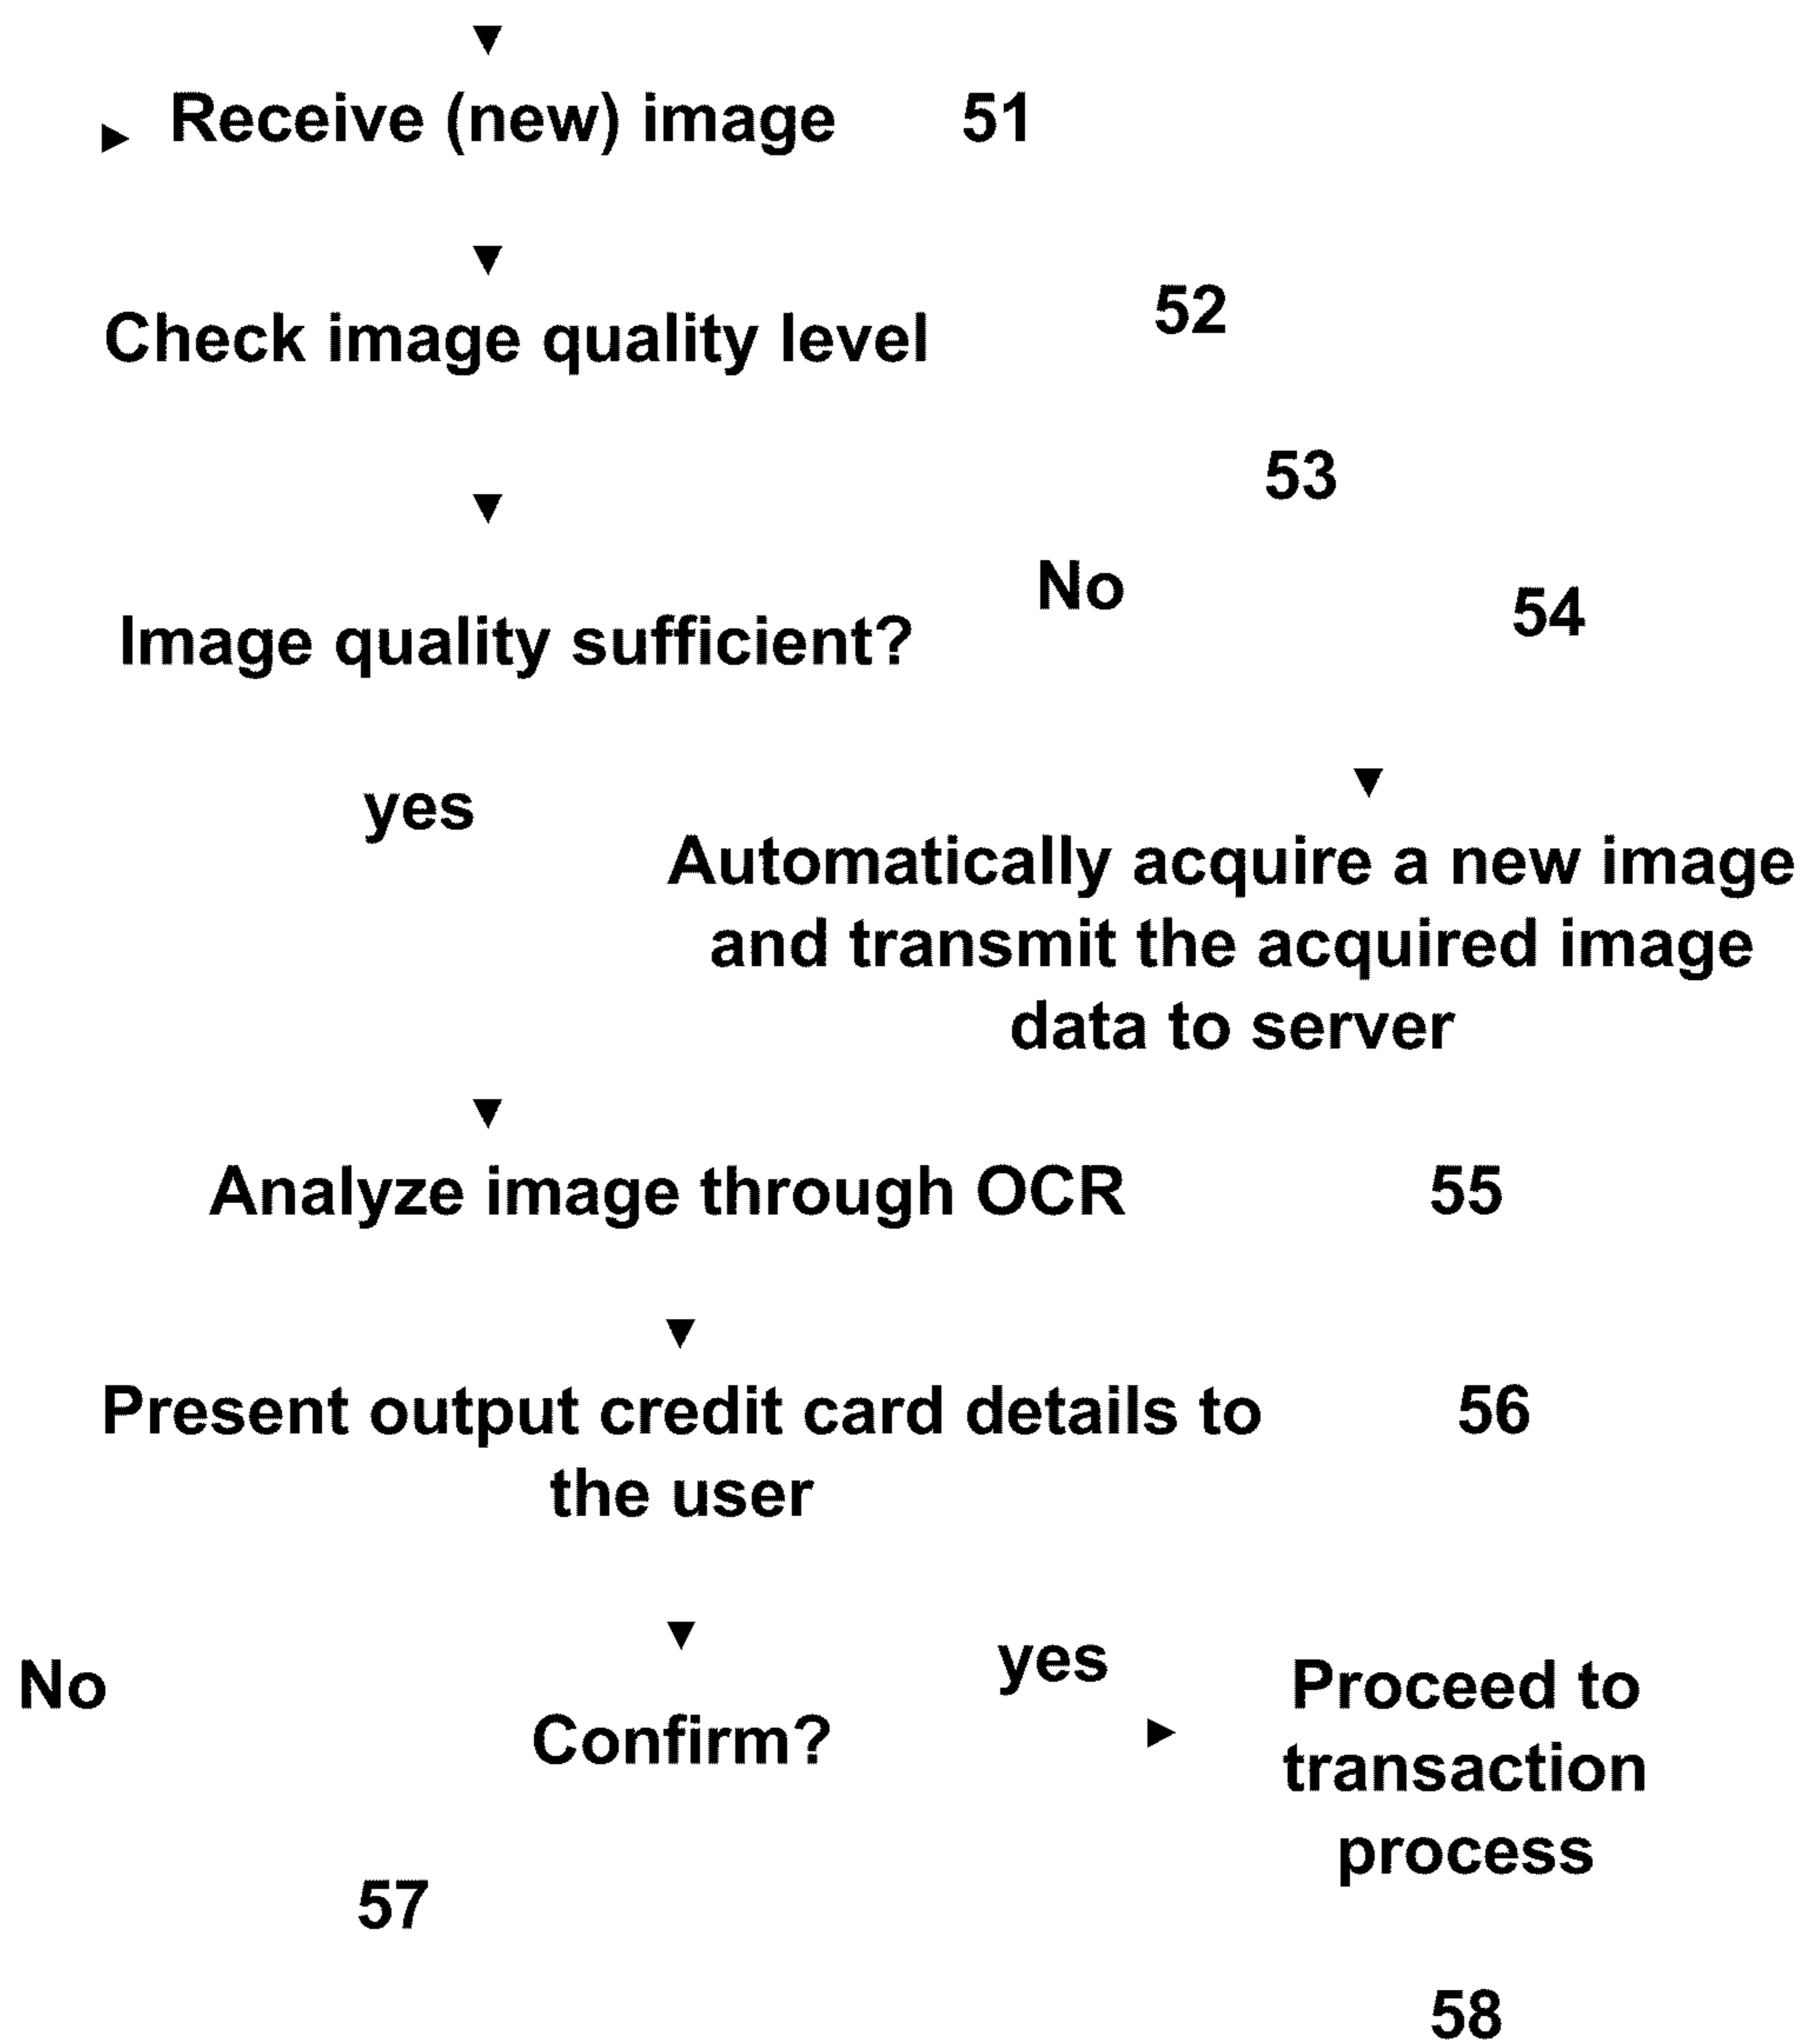 Receive (new) image 51
Check image quality level 52
53
No
Image quality sufficient? 54
yes
Automatically acquire a new image
and transmit the acquired image
data to server
Analyze image through OCR 55
Present output credit card details to 56
the user
No
Confirm?
yes
Proceed to
transaction
process
57
58